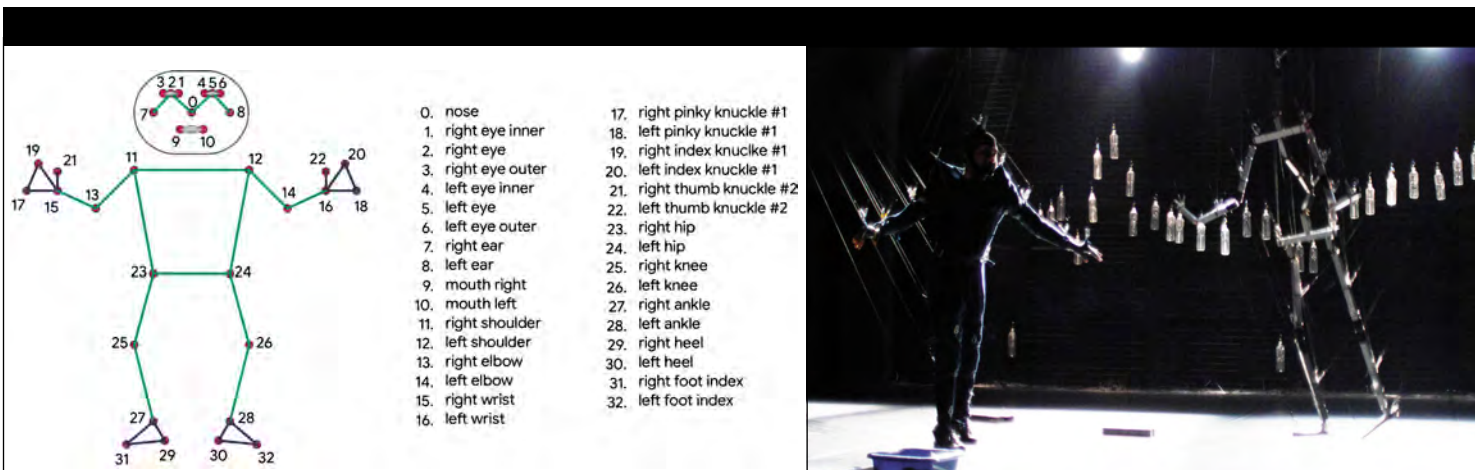 3 2 1 4 5 6
0
7 8
9 10
19 21 11 12 22 20
17 15 13 14 16 18
23 24
25 26
27 28
31 29 30 32
0. nose
1. right eye inner
2. right eye
3. right eye outer
4. left eye inner
5. left eye
6. left eye outer
7. right ear
8. left ear
9. mouth right
10. mouth left
11. right shoulder
12. left shoulder
13. right elbow
14. left elbow
15. right wrist
16. left wrist
17. right pinky knuckle #1
18. left pinky knuckle #1
19. right index knuclke #1
20. left index knuckle #1
21. right thumb knuckle #2
22. left thumb knuckle #2
23. right hip
24. left hip
25. right knee
26. left knee
27. right ankle
28. left ankle
29. right heel
30. left heel
31. right foot index
32. left foot index